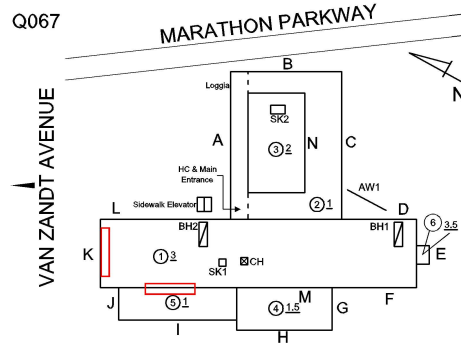 Q067
MARATHON PARKWAY
VAN ZANDT AVENUE
N
B
Loggia
SK2
A
3 2
N
C
HC & Main
Entrance
AW1
Sidewalk Elevator
2 1
L
D
BH2
BH1
6 3.5
K
1 3
SK1
CH
E
J
5 1
M
4 1.5
G
F
I
H